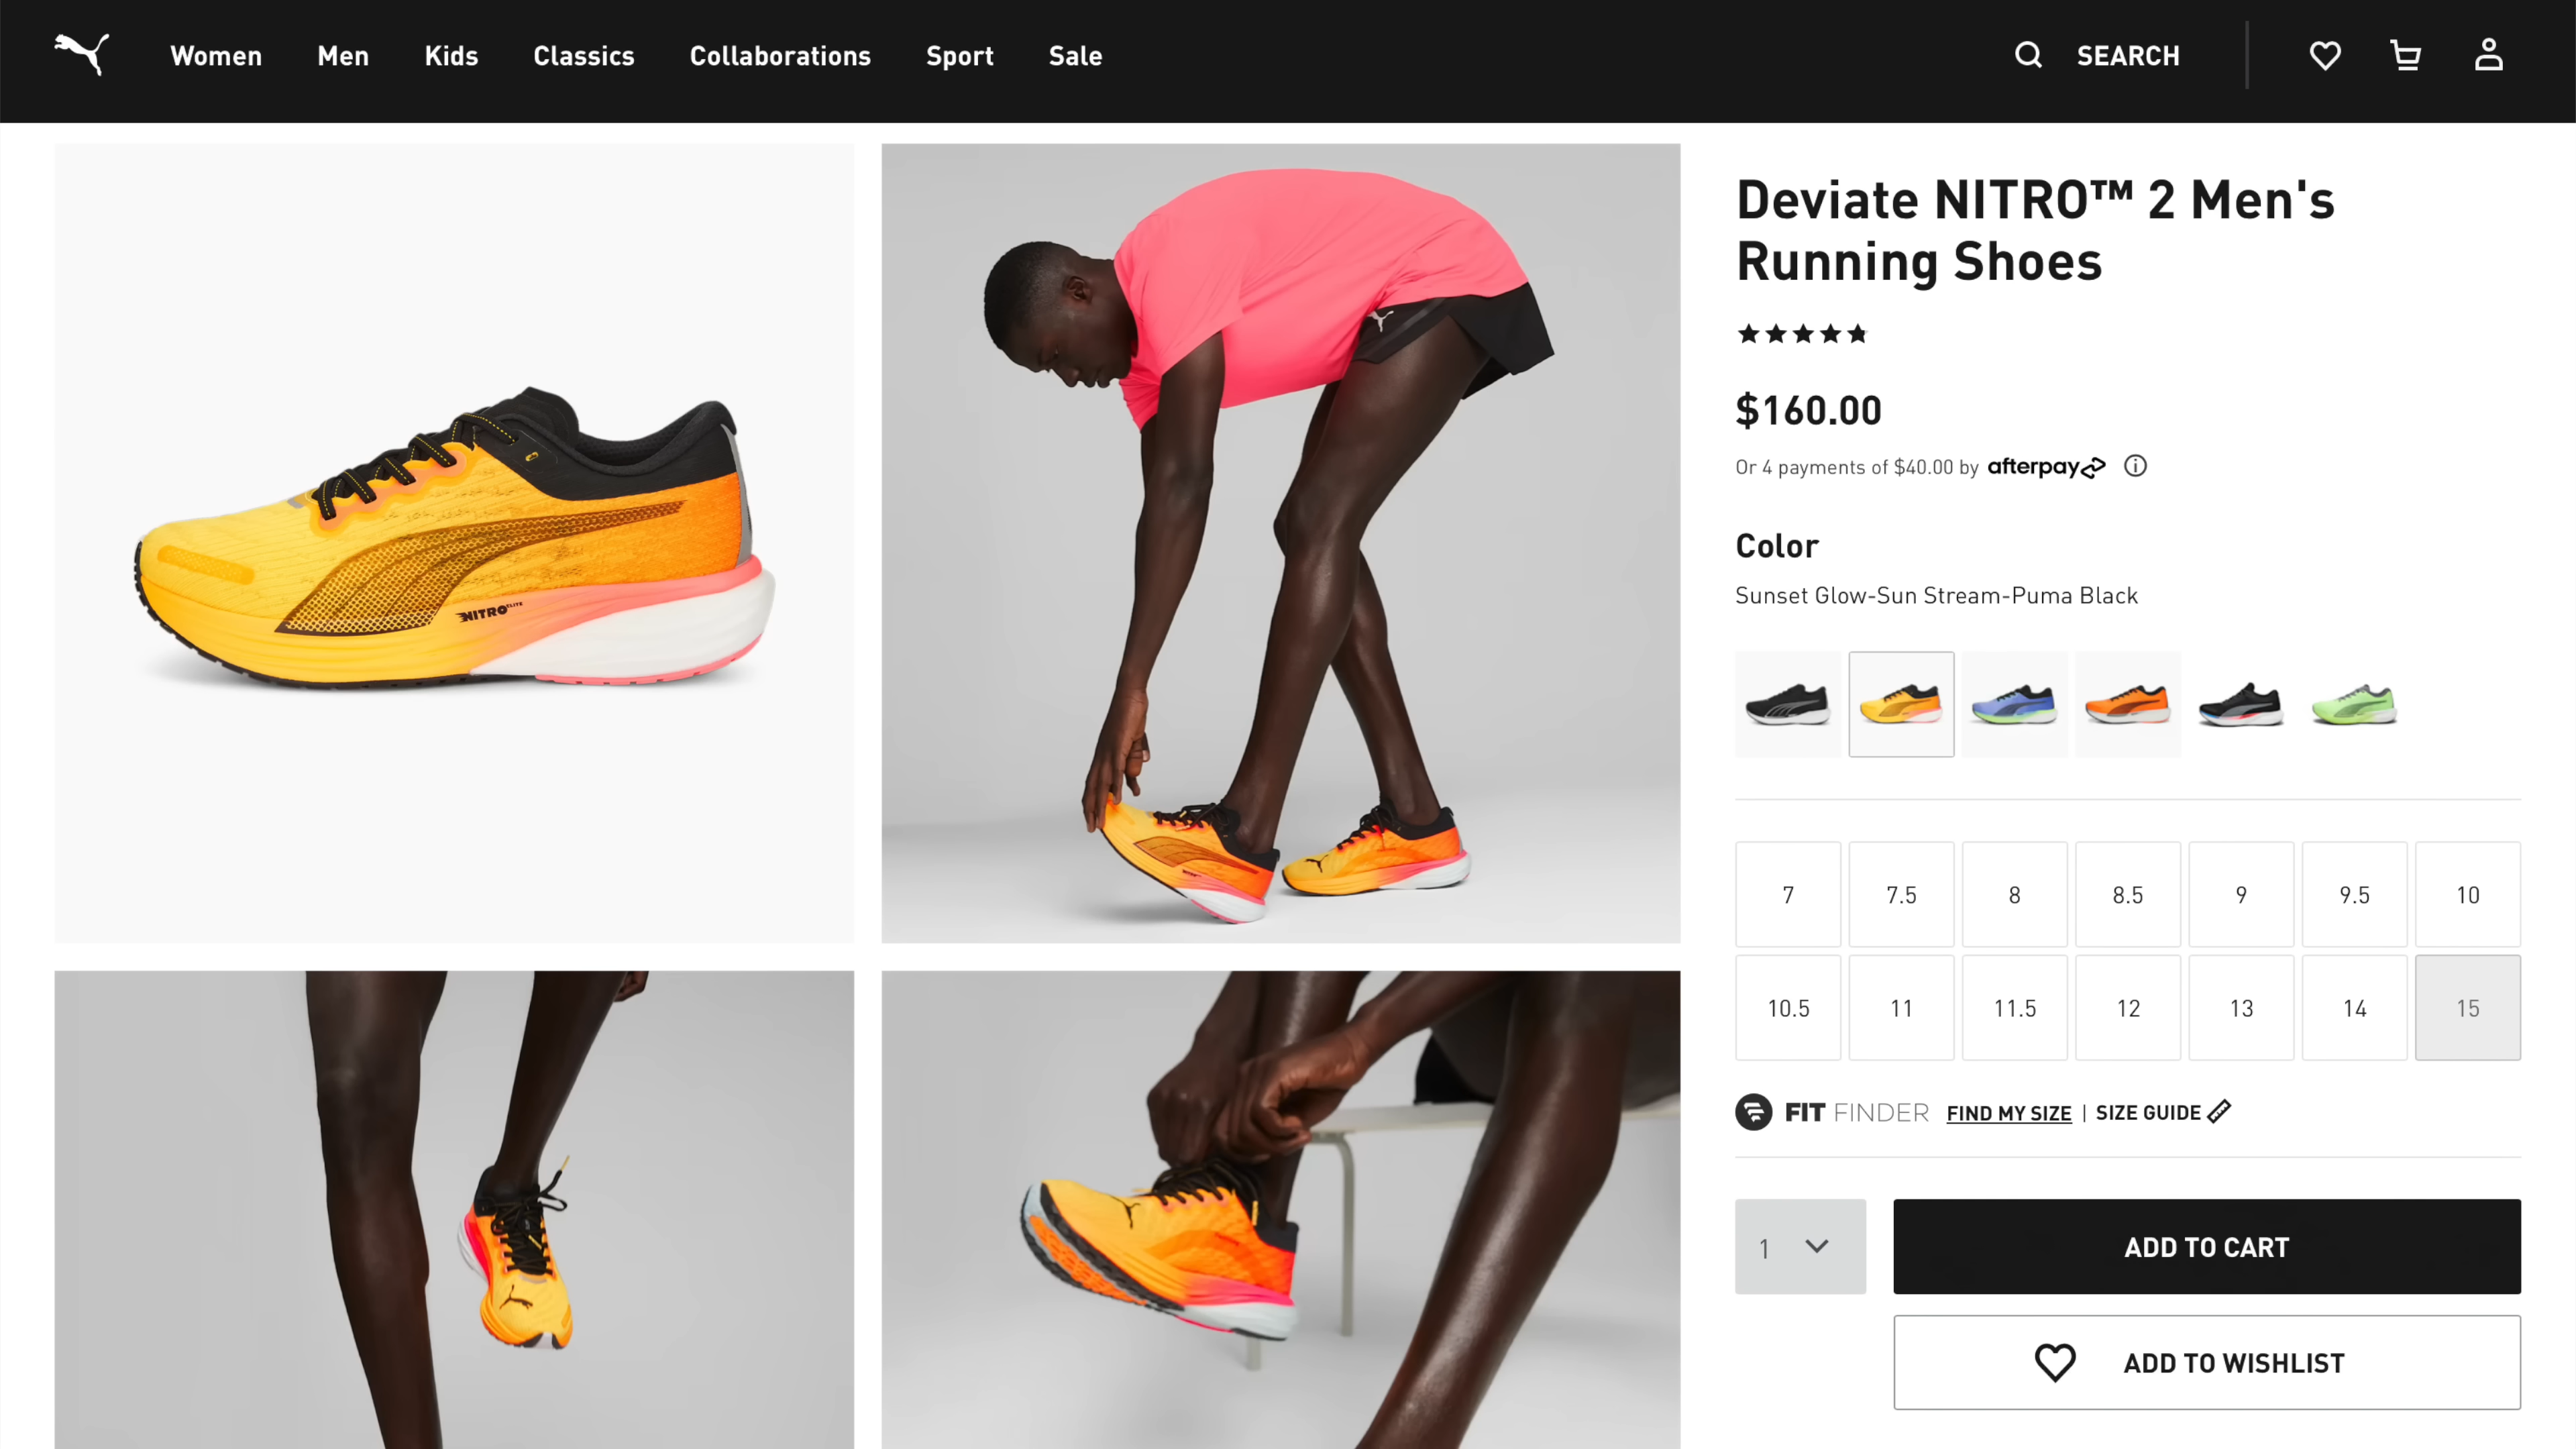 Women Men Kids Classics Collaborations Sport Sale SEARCH
Deviate NITRO™ 2 Men's
Running Shoes
$160.00
Or 4 payments of $40.00 by afterpay
Color
Sunset Glow-Sun Stream-Puma Black
NITRO ELITE
7 7.5 8 8.5 9 9.5 10
10.5 11 11.5 12 13 14 15
FIT FINDER FIND MY SIZE | SIZE GUIDE
1 ADD TO CART
ADD TO WISHLIST